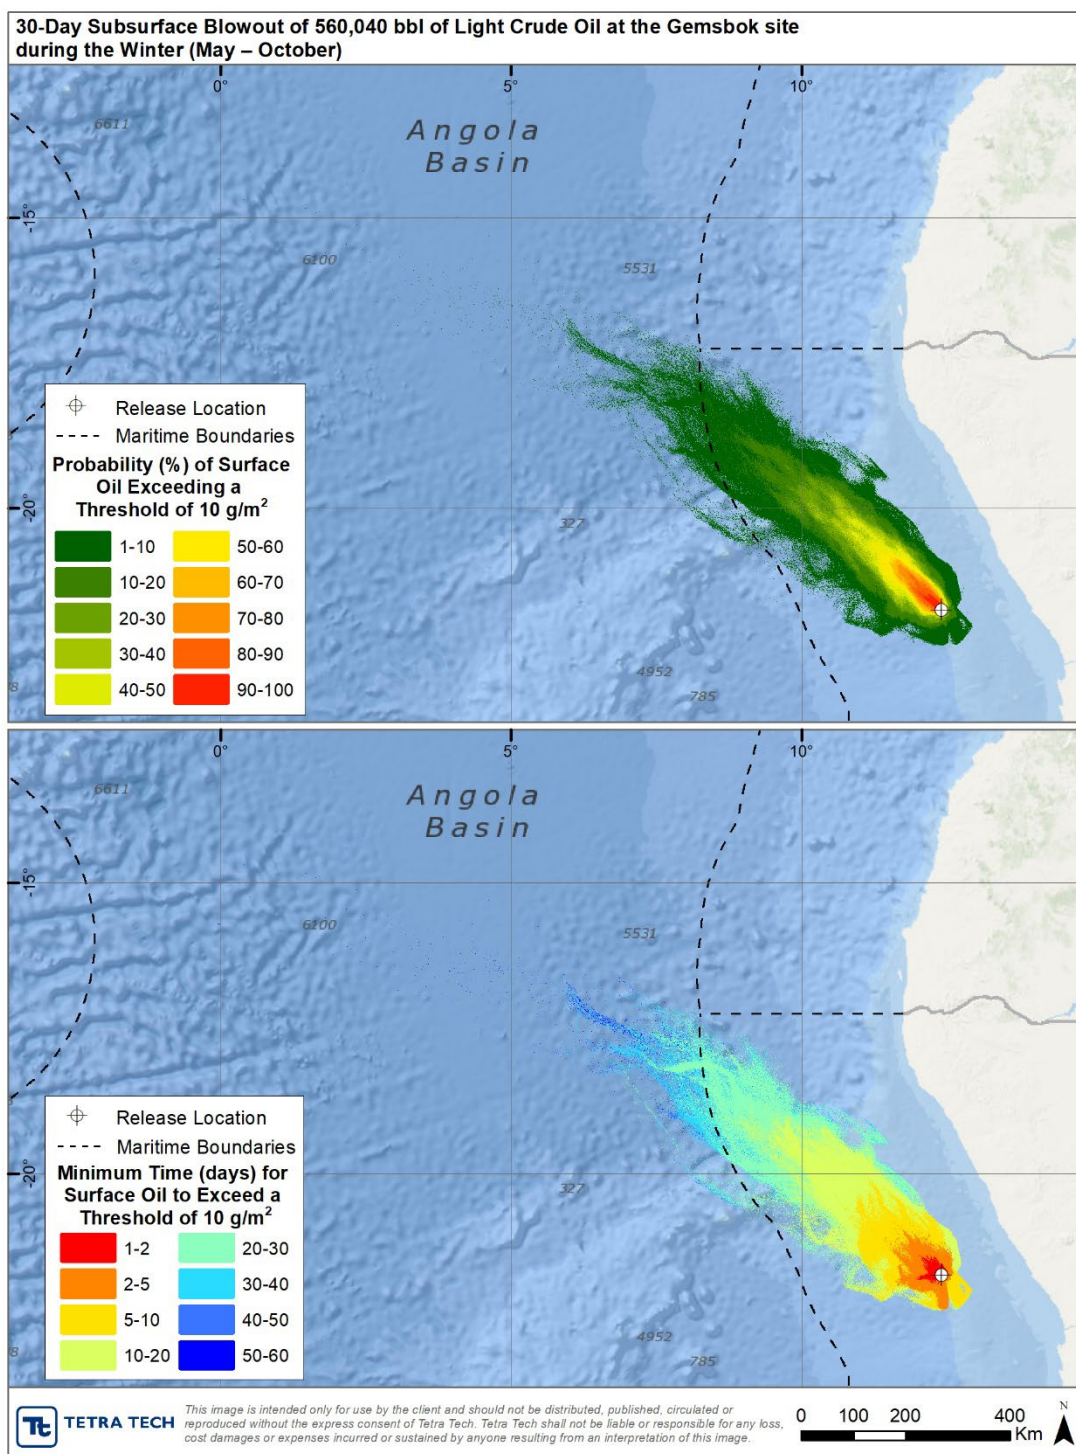 30-Day Subsurface Blowout of 560,040 bbl of Light Crude Oil at the Gemsbok site
during the Winter (May – October)
0° 5° 10°
6611
Angola
Basin
-15°
6100
5531
Release Location
Maritime Boundaries
Probability (%) of Surface
Oil Exceeding a
Threshold of 10 g/m²
1-10 50-60
10-20 60-70
20-30 70-80
30-40 80-90
40-50 90-100
-20°
327
4952
785
0° 5° 10°
6611
Angola
Basin
-15°
6100
5531
Release Location
Maritime Boundaries
Minimum Time (days) for
Surface Oil to Exceed a
Threshold of 10 g/m²
1-2 20-30
2-5 30-40
5-10 40-50
10-20 50-60
-20°
327
4952
785
Tt TETRA TECH
This image is intended only for use by the client and should not be distributed, published, circulated or
reproduced without the express consent of Tetra Tech. Tetra Tech shall not be liable or responsible for any loss,
cost damages or expenses incurred or sustained by anyone resulting from an interpretation of this image.
0 100 200 400
Km
N